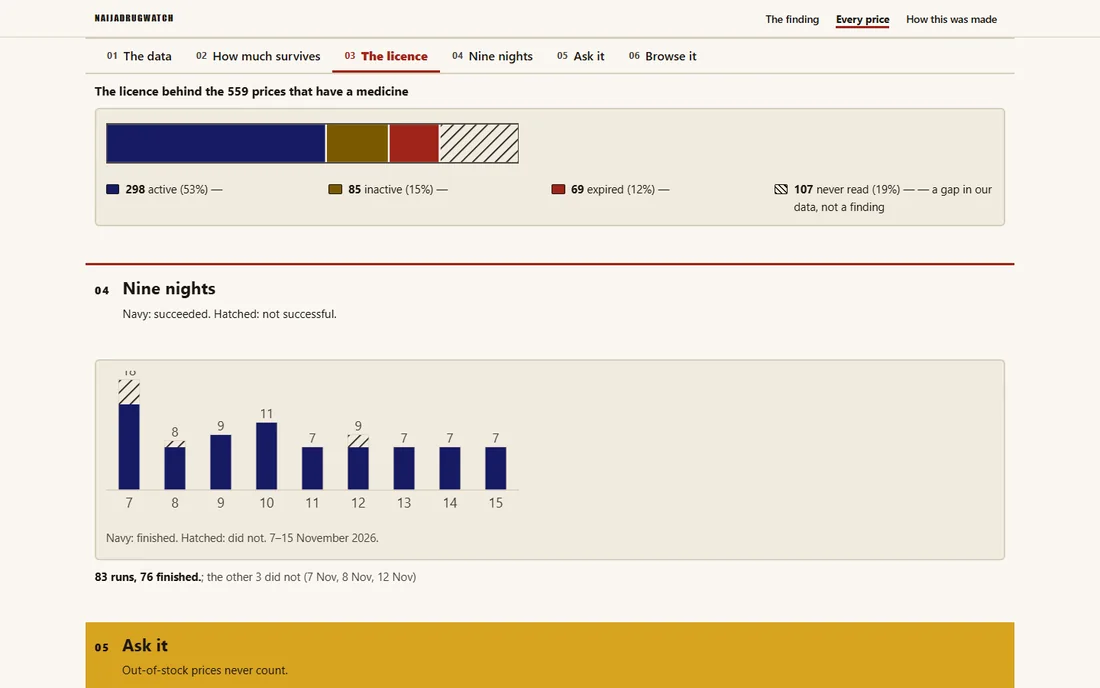 NAIJADRUGWATCH
The finding Every price How this was made
01 The data 02 How much survives 03 The licence 04 Nine nights 05 Ask it 06 Browse it
The licence behind the 559 prices that have a medicine
298 active (53%) — 85 inactive (15%) — 69 expired (12%) — 107 never read (19%) — — a gap in our
data, not a finding
04 Nine nights
Navy: succeeded. Hatched: not successful.
8 9 11 7 9 7 7 7
7 8 9 10 11 12 13 14 15
Navy: finished. Hatched: did not. 7–15 November 2026.
83 runs, 76 finished.; the other 3 did not (7 Nov, 8 Nov, 12 Nov)
05 Ask it
Out-of-stock prices never count.